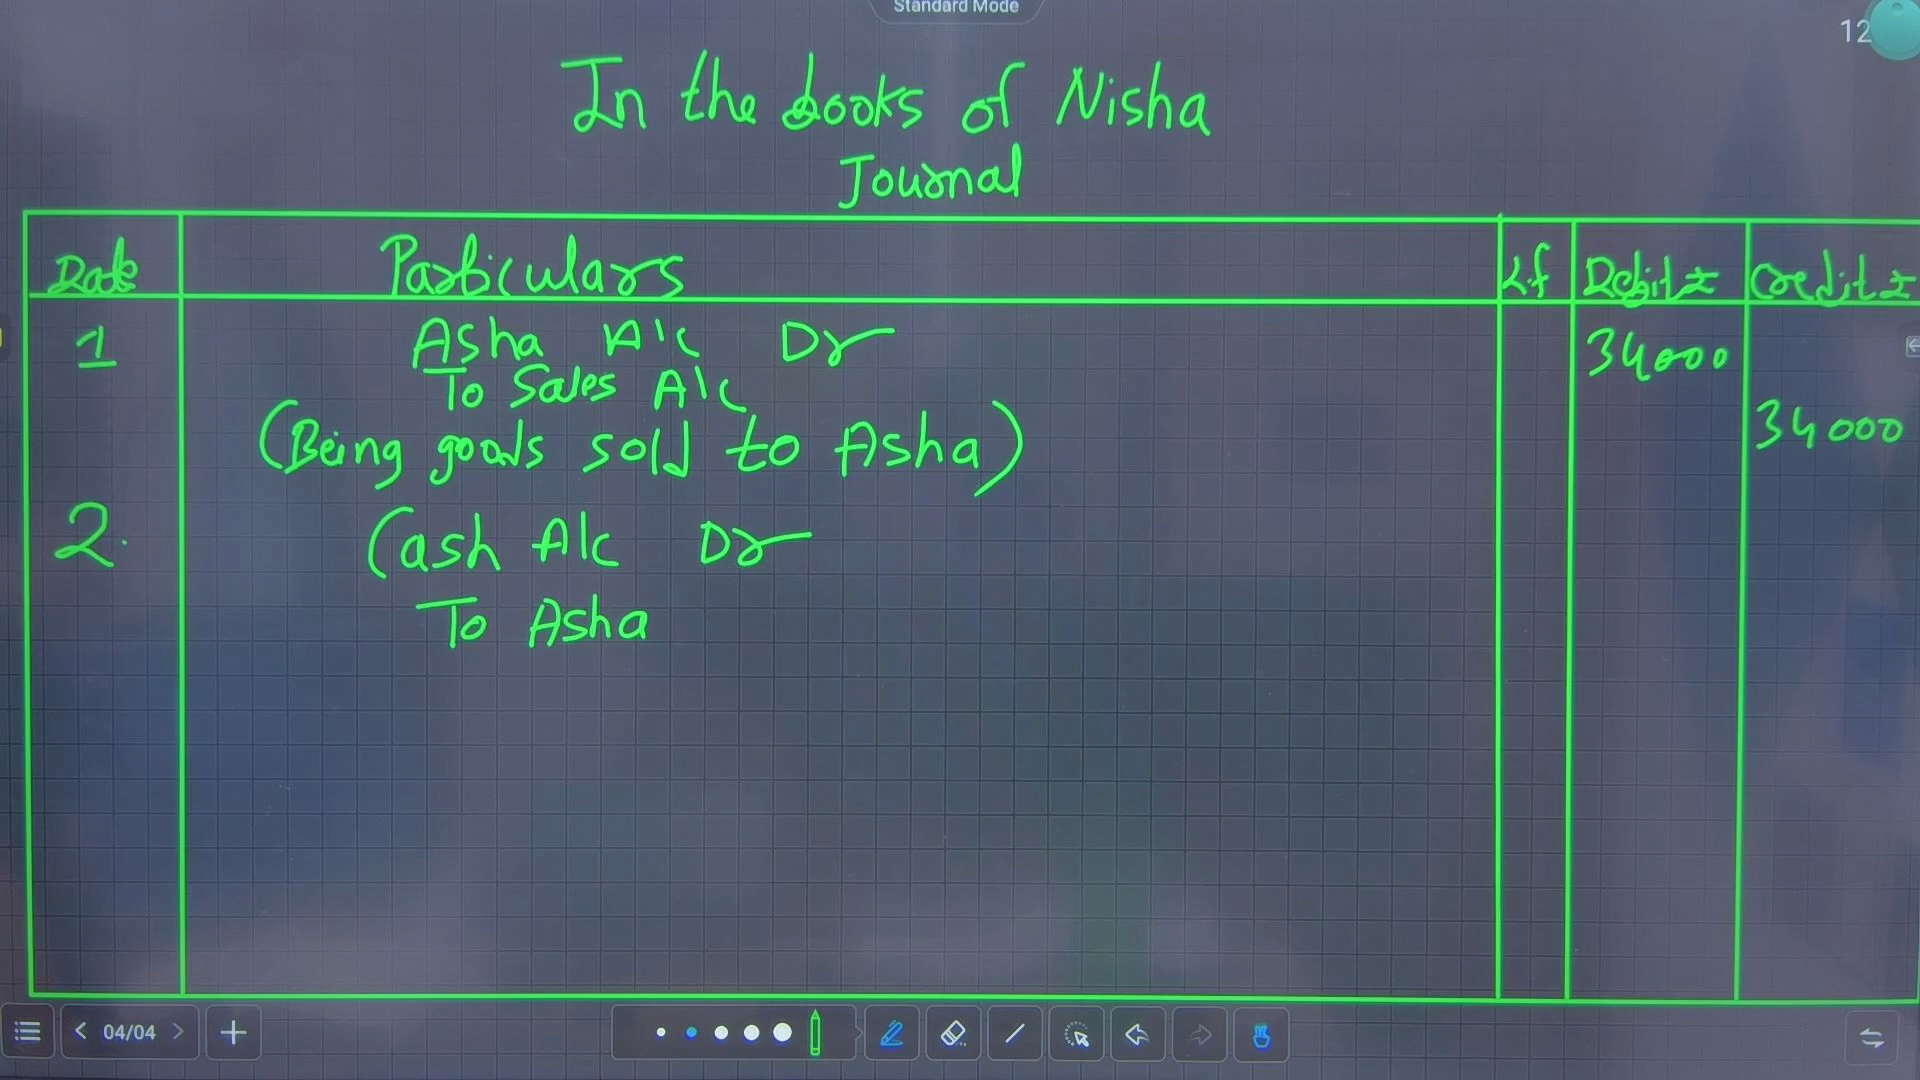 Standard Mode
12
In the books of Nisha
Journal
Date Particulars L.f Debit ₹ Credit ₹
1 Asha A/c Dr 34000
To Sales A/c
34000
(Being goods sold to Asha)
2. Cash A/c Dr
To Asha
04/04